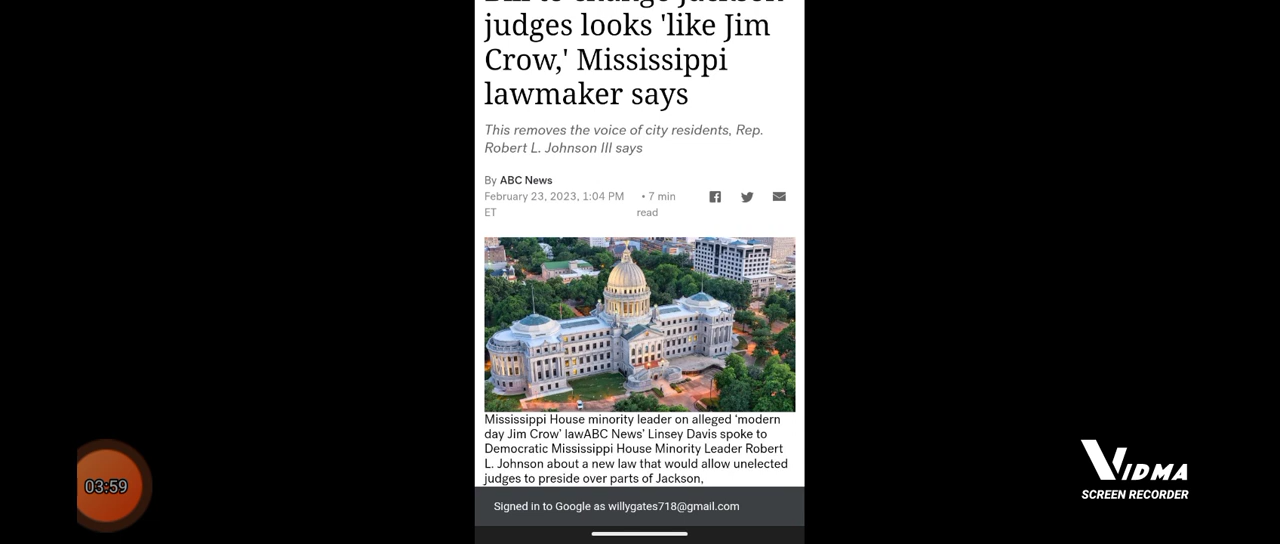 Bill to change Jackson
judges looks 'like Jim
Crow,' Mississippi
lawmaker says
This removes the voice of city residents, Rep.
Robert L. Johnson III says
By ABC News
February 23, 2023, 1:04 PM • 7 min
ET read
Mississippi House minority leader on alleged ‘modern
day Jim Crow’ lawABC News’ Linsey Davis spoke to
Democratic Mississippi House Minority Leader Robert
L. Johnson about a new law that would allow unelected
judges to preside over parts of Jackson,
03:59
VIDMA
SCREEN RECORDER
Signed in to Google as willygates718@gmail.com